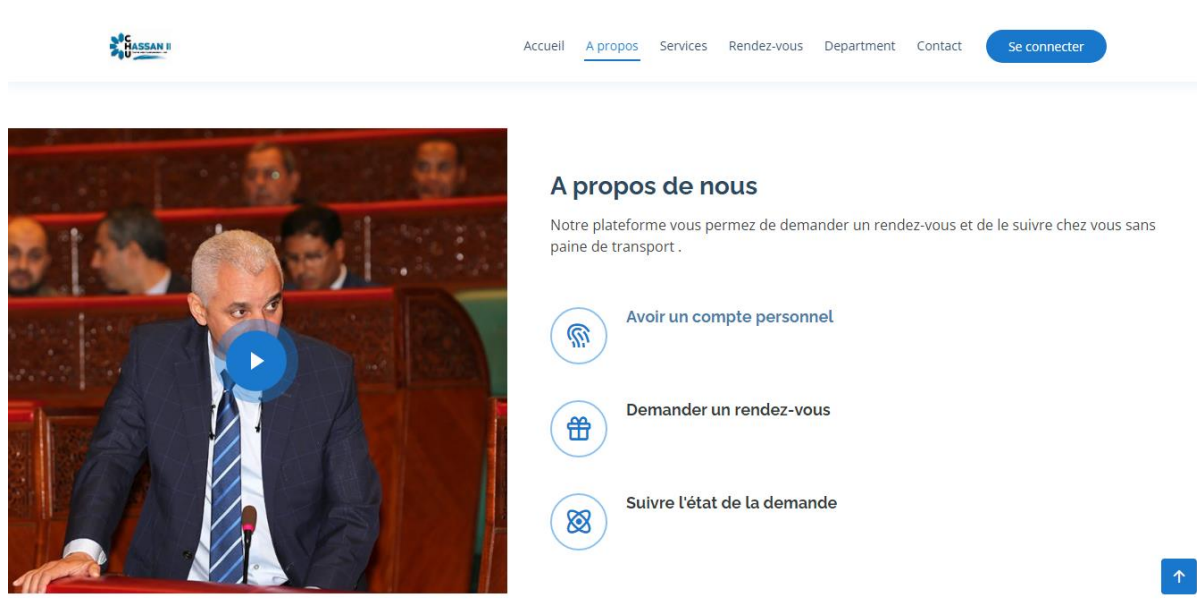 CHU
HASSAN II
Accueil A propos Services Rendez-vous Department Contact Se connecter
A propos de nous
Notre plateforme vous permez de demander un rendez-vous et de le suivre chez vous sans
paine de transport .
Avoir un compte personnel
Demander un rendez-vous
Suivre l'état de la demande